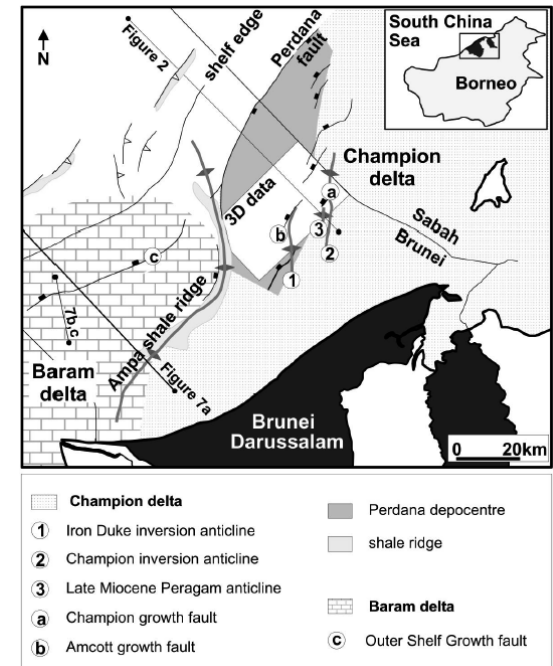 South China
Sea
Borneo
N
Figure 2
shelf edge
Perdana
fault
Champion
delta
3D data
a
b
3
2
1
Sabah
Brunei
c
7b,c
Ampa shale ridge
Baram
delta
Figure 7a
Brunei
Darussalam
0 20km
Champion delta
1 Iron Duke inversion anticline
2 Champion inversion anticline
3 Late Miocene Peragam anticline
a Champion growth fault
b Amcott growth fault
Perdana depocentre
shale ridge
Baram delta
c Outer Shelf Growth fault